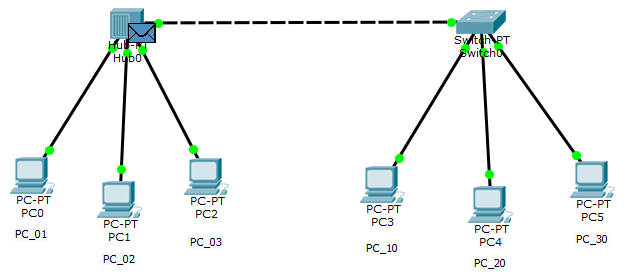 Hub-PT
Hub0
Switch-PT
Switch0
PC-PT
PC0
PC_01
PC-PT
PC1
PC_02
PC-PT
PC2
PC_03
PC-PT
PC3
PC_10
PC-PT
PC4
PC_20
PC-PT
PC5
PC_30